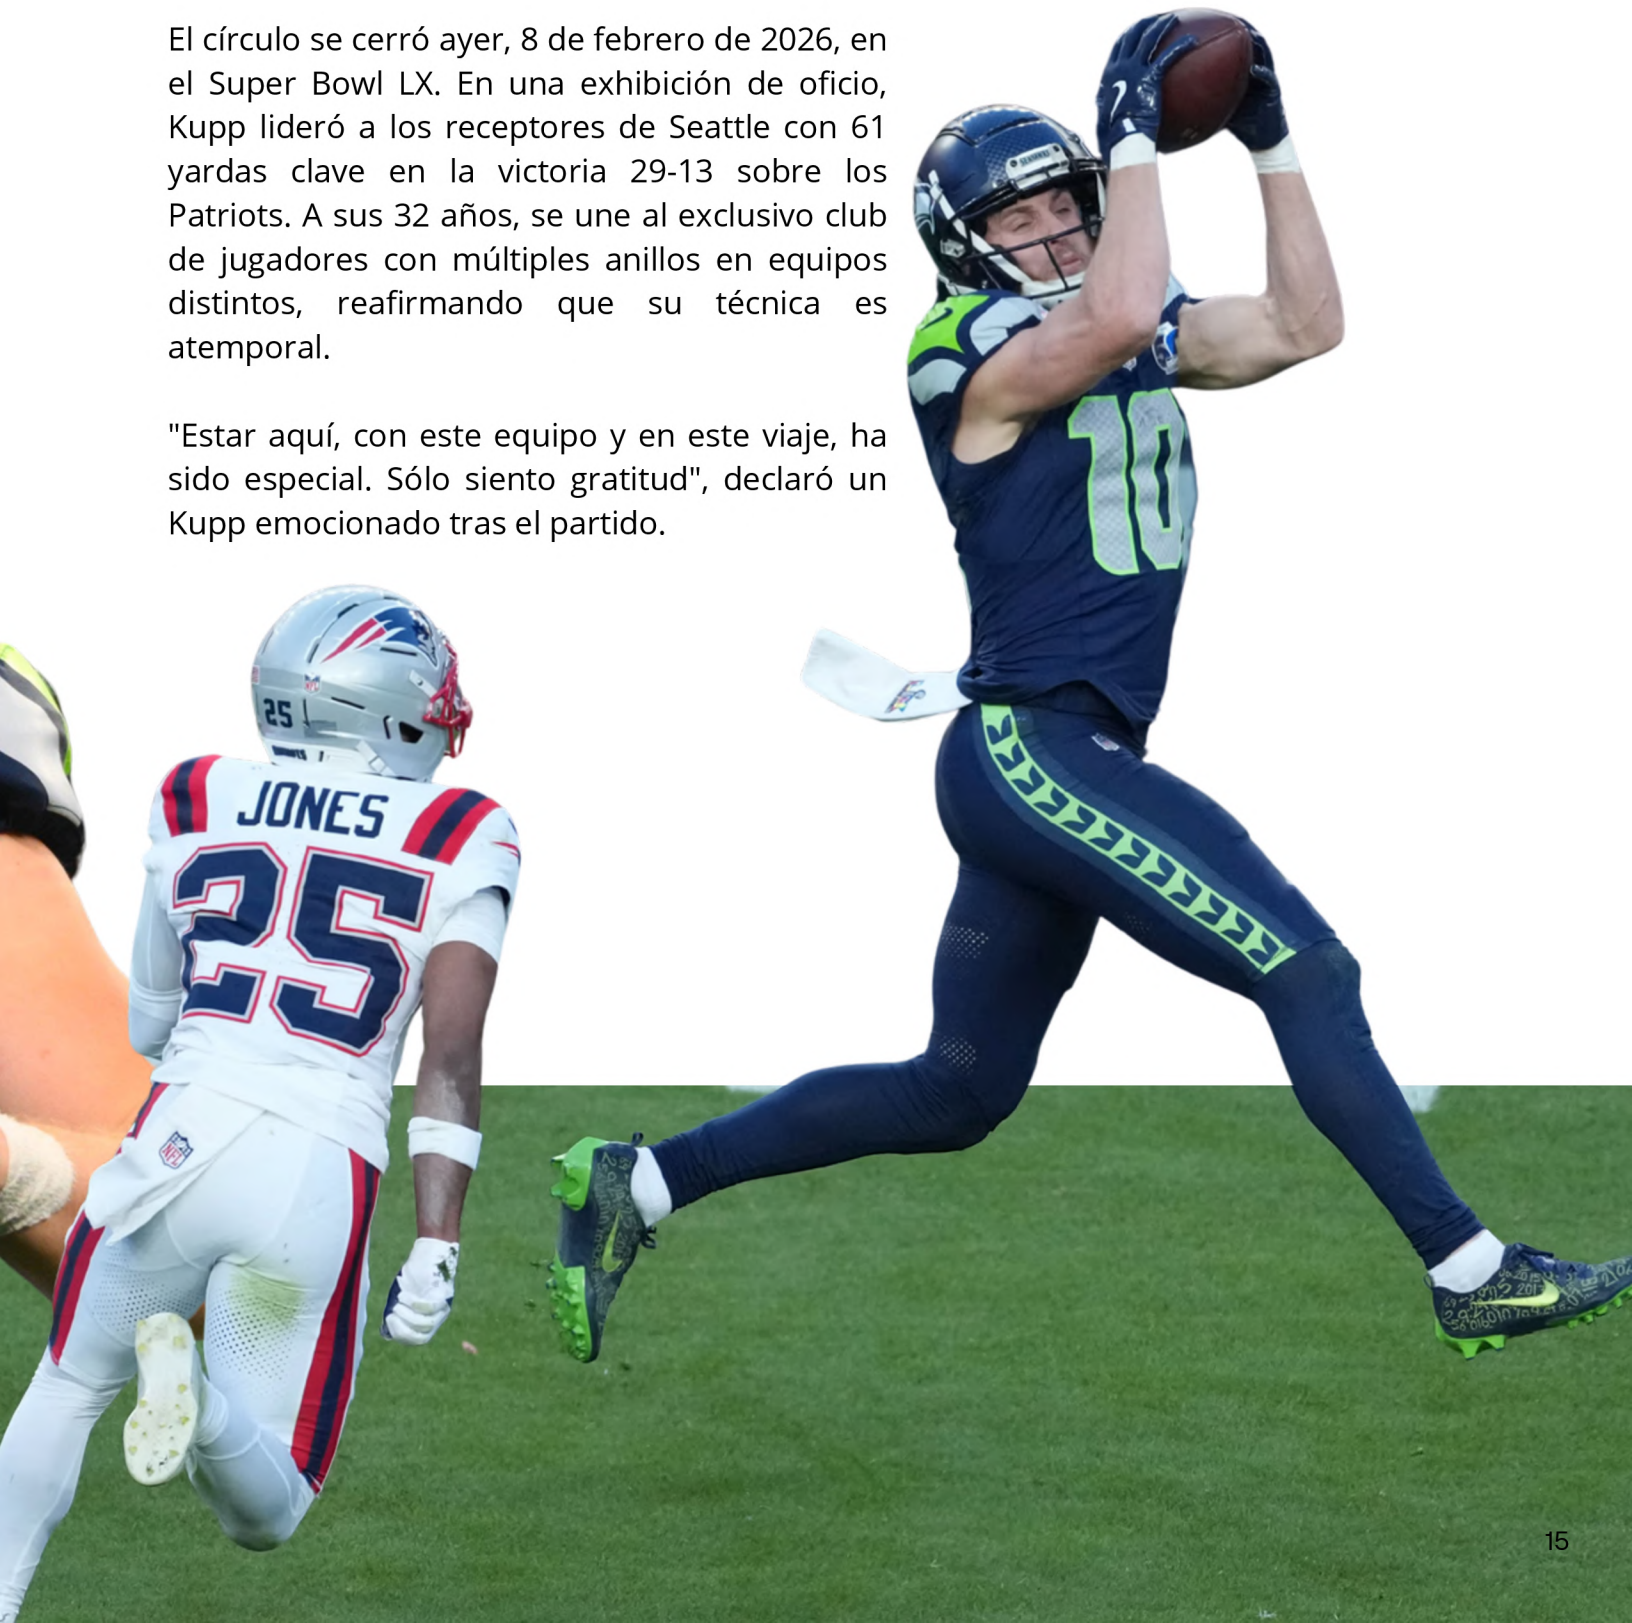 El círculo se cerró ayer, 8 de febrero de 2026, en
el Super Bowl LX. En una exhibición de oficio,
Kupp lideró a los receptores de Seattle con 61
yardas clave en la victoria 29-13 sobre los
Patriots. A sus 32 años, se une al exclusivo club
de jugadores con múltiples anillos en equipos
distintos, reafirmando que su técnica es
atemporal.
"Estar aquí, con este equipo y en este viaje, ha
sido especial. Sólo siento gratitud", declaró un
Kupp emocionado tras el partido.
SEAHAWKS
10
25
JONES
25
NFL
15